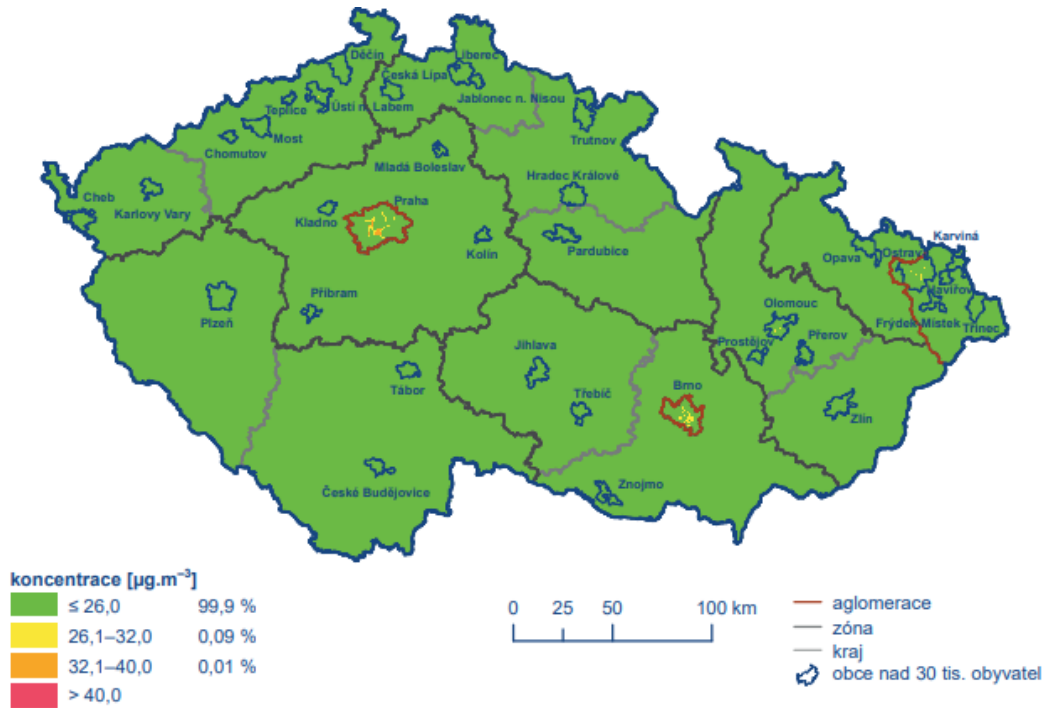 Děčín
Liberec
Česká Lípa
Jablonec n. Nisou
Teplice
Ústí n. Labem
Most
Chomutov
Trutnov
Mladá Boleslav
Hradec Králové
Cheb
Karlovy Vary
Praha
Kladno
Kolín
Pardubice
Karviná
Opava
Ostrava
Havířov
Příbram
Plzeň
Olomouc
Frýdek Místek
Třinec
Přerov
Prostějov
Jihlava
Tábor
Třebíč
Brno
Zlín
České Budějovice
Znojmo
koncentrace [µg.m⁻³]
≤ 26,0 99,9 %
26,1–32,0 0,09 %
32,1–40,0 0,01 %
> 40,0
0 25 50 100 km
aglomerace
zóna
kraj
obce nad 30 tis. obyvatel